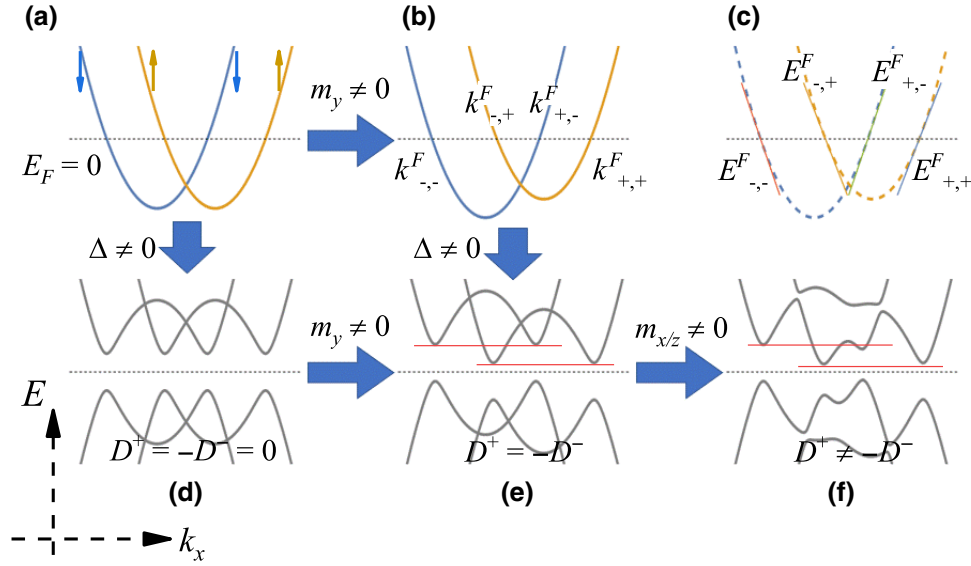 (a)
(b)
(c)
m_y ≠ 0
E_F = 0
k^F_{-,-}
k^F_{-,+}
k^F_{+,-}
k^F_{+,+}
E^F_{-,-}
E^F_{-,+}
E^F_{+,-}
E^F_{+,+}
Δ ≠ 0
Δ ≠ 0
m_y ≠ 0
m_{x/z} ≠ 0
D^+ = –D^– = 0
D^+ = –D^–
D^+ ≠ –D^–
(d)
(e)
(f)
E
k_x